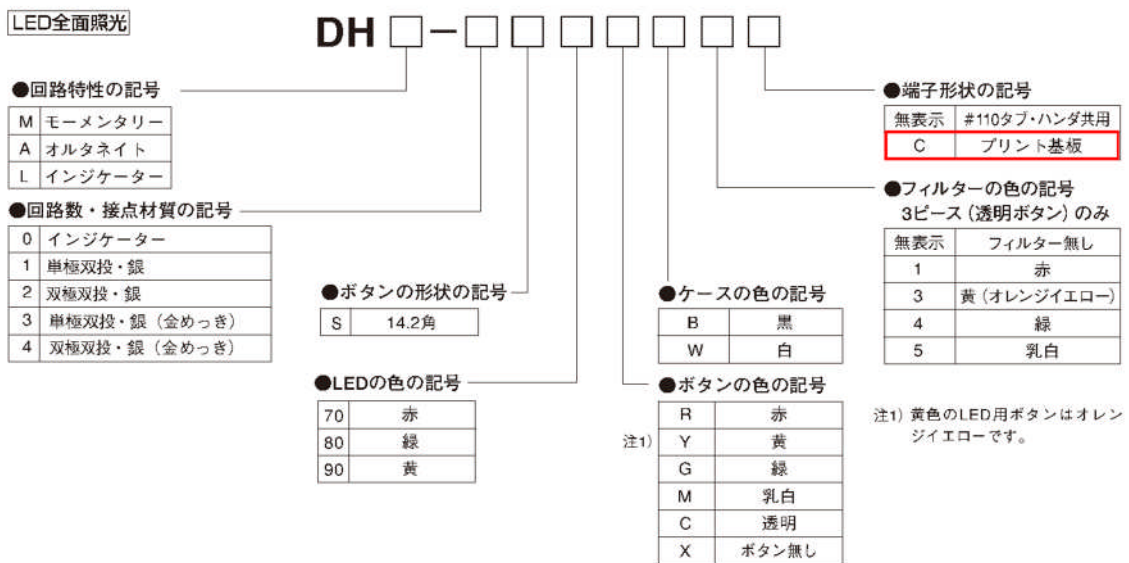 LED全面照光
DH □-□□□□□□□
●回路特性の記号
M モーメンタリー
A オルタネイト
L インジケーター
●回路数・接点材質の記号
0 インジケーター
1 単極双投・銀
2 双極双投・銀
3 単極双投・銀（金めっき）
4 双極双投・銀（金めっき）
●ボタンの形状の記号
S 14.2角
●LEDの色の記号
70 赤
80 緑
90 黄
●ケースの色の記号
B 黒
W 白
●ボタンの色の記号
R 赤
注1) Y 黄
G 緑
M 乳白
C 透明
X ボタン無し
●端子形状の記号
無表示 #110タブ・ハンダ共用
C プリント基板
●フィルターの色の記号
3ピース（透明ボタン）のみ
無表示 フィルター無し
1 赤
3 黄（オレンジイエロー）
4 緑
5 乳白
注1) 黄色のLED用ボタンはオレン
ジイエローです。